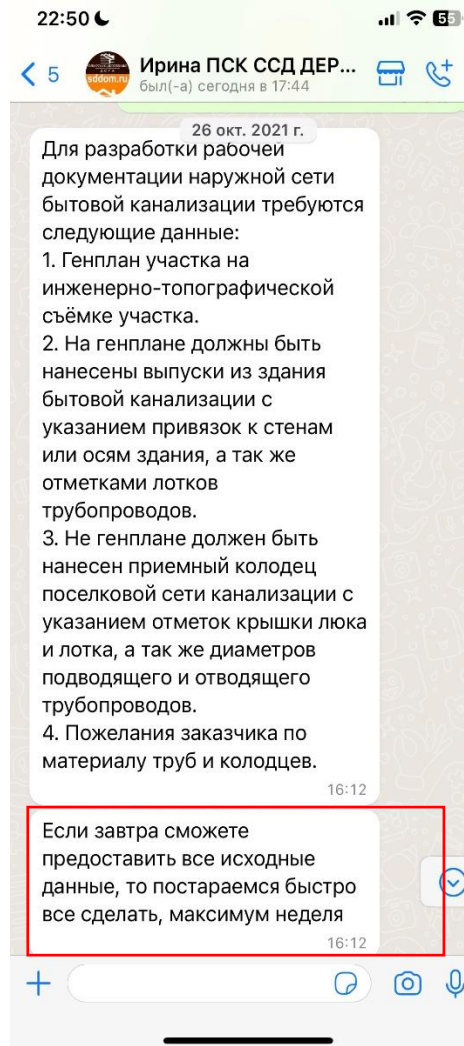 22:50
55
5
sddom.ru
Ирина ПСК ССД ДЕР...
был(-а) сегодня в 17:44
26 окт. 2021 г.
Для разработки рабочей
документации наружной сети
бытовой канализации требуются
следующие данные:
1. Генплан участка на
инженерно-топографической
съёмке участка.
2. На генплане должны быть
нанесены выпуски из здания
бытовой канализации с
указанием привязок к стенам
или осям здания, а так же
отметками лотков
трубопроводов.
3. Не генплане должен быть
нанесен приемный колодец
поселковой сети канализации с
указанием отметок крышки люка
и лотка, а так же диаметров
подводящего и отводящего
трубопроводов.
4. Пожелания заказчика по
материалу труб и колодцев.
16:12
Если завтра сможете
предоставить все исходные
данные, то постараемся быстро
все сделать, максимум неделя
16:12